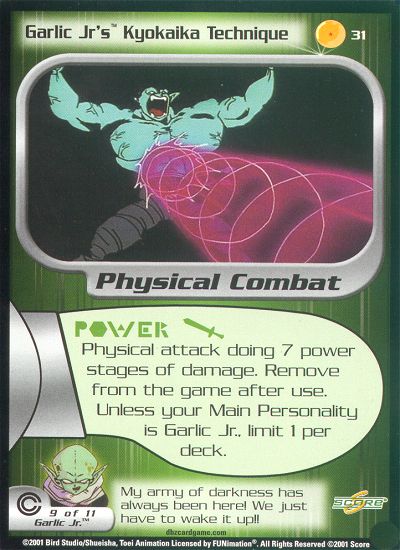 Garlic Jr's™ Kyokaika Technique
31
Physical Combat
POWER
Physical attack doing 7 power
stages of damage. Remove
from the game after use.
Unless your Main Personality
is Garlic Jr., limit 1 per
deck.
C
9 of 11
Garlic Jr.™
My army of darkness has
always been here! We just
have to wake it up!!
SCORE
dbzcardgame.com
©2001 Bird Studio/Shueisha, Toei Animation Licensed by FUNimation®. All Rights Reserved ©2001 Score